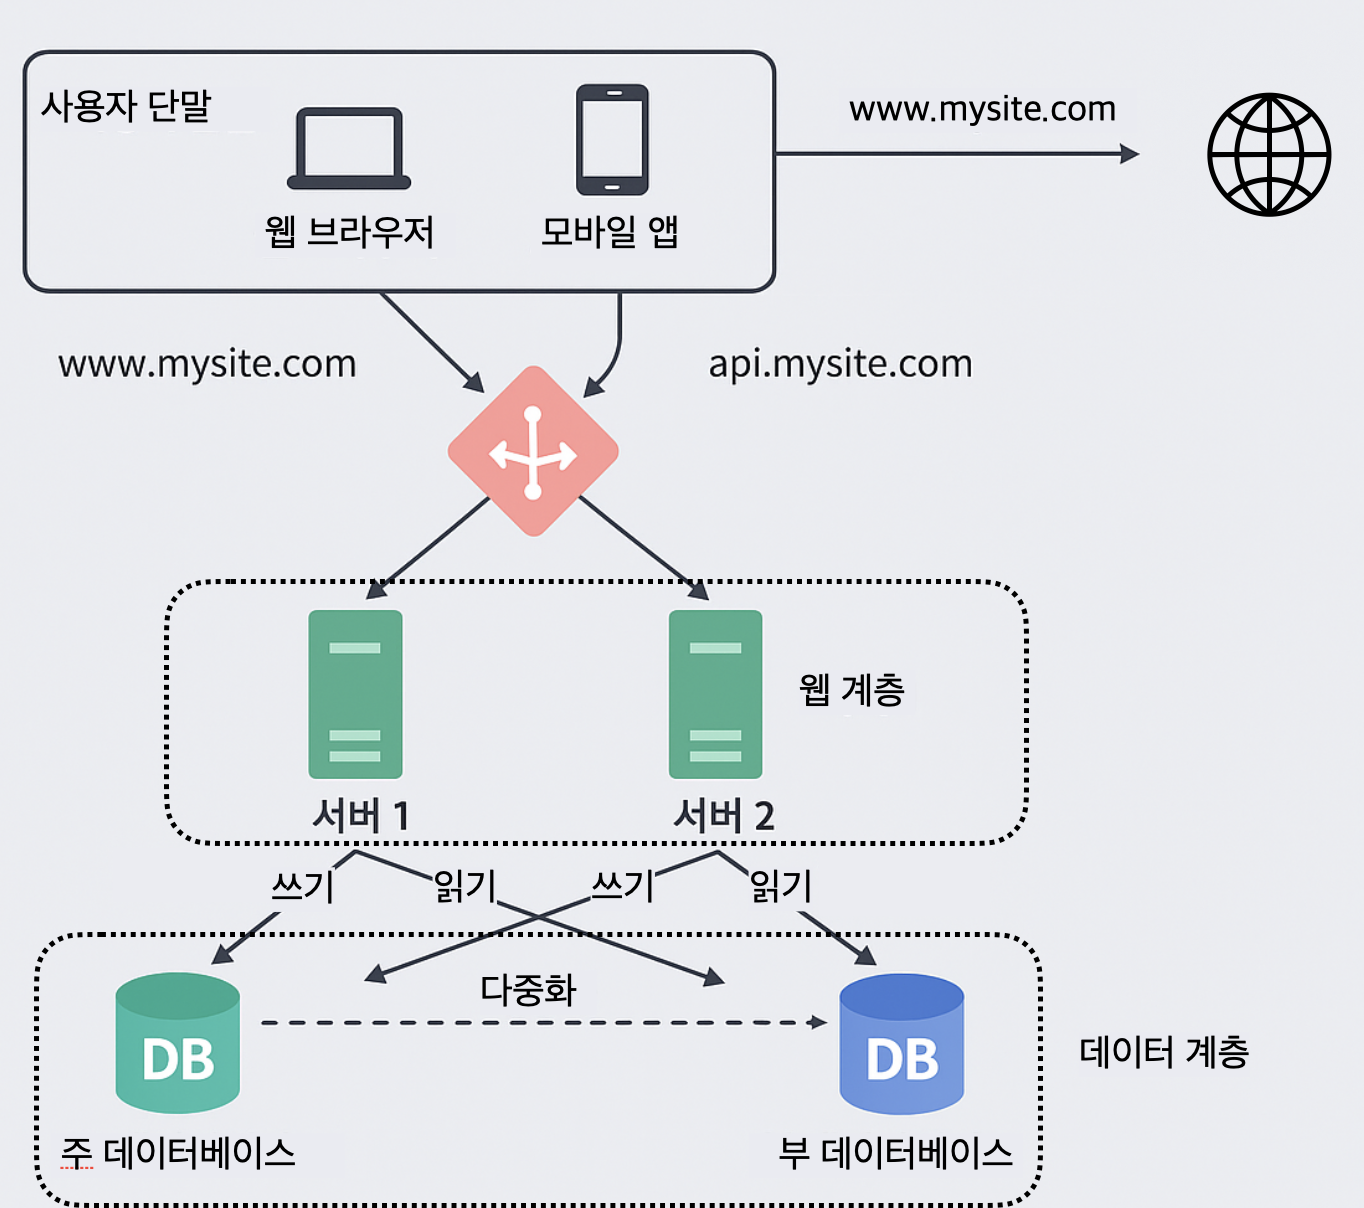 사용자 단말
www.mysite.com
웹 브라우저
모바일 앱
www.mysite.com
api.mysite.com
웹 계층
서버 1
서버 2
쓰기
읽기
쓰기
읽기
다중화
DB
DB
데이터 계층
주 데이터베이스
부 데이터베이스